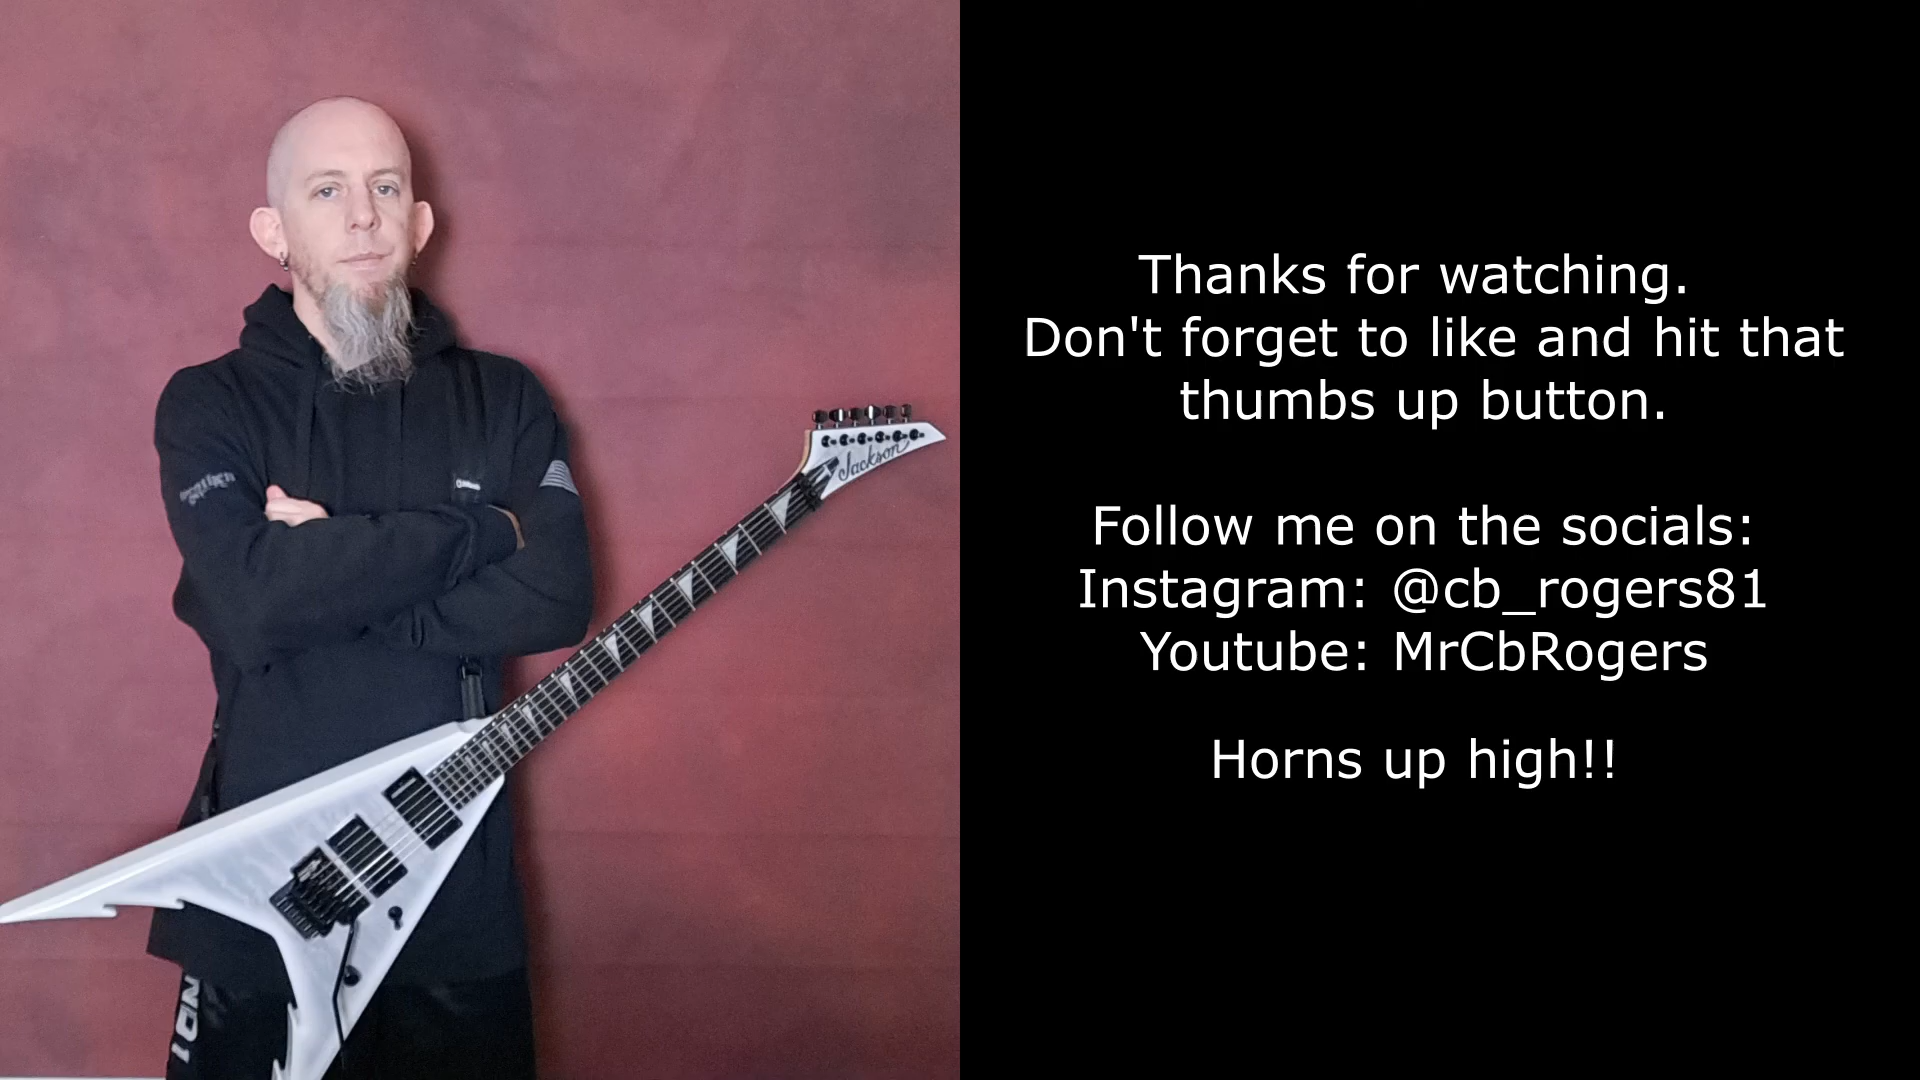 Thanks for watching.
Don't forget to like and hit that
thumbs up button.
Follow me on the socials:
Instagram: @cb_rogers81
Youtube: MrCbRogers
Horns up high!!
Jackson